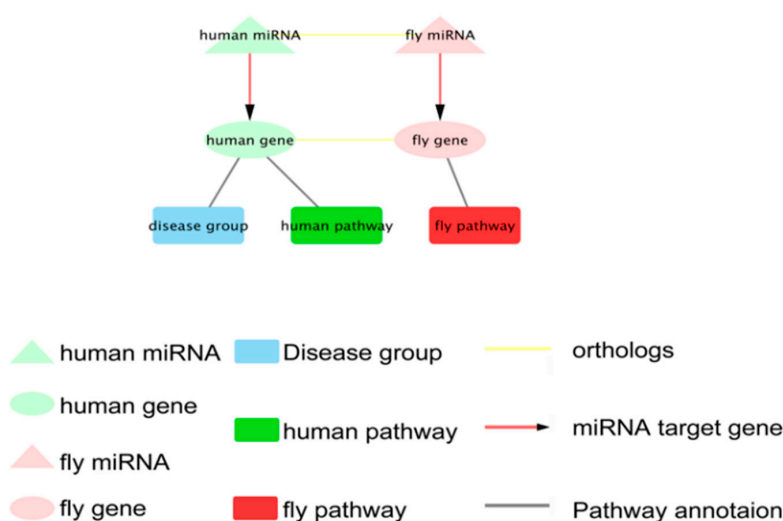 human miRNA
fly miRNA
human gene
fly gene
disease group
human pathway
fly pathway
human miRNA
Disease group
orthologs
human gene
human pathway
miRNA target gene
fly miRNA
fly gene
fly pathway
Pathway annotaion